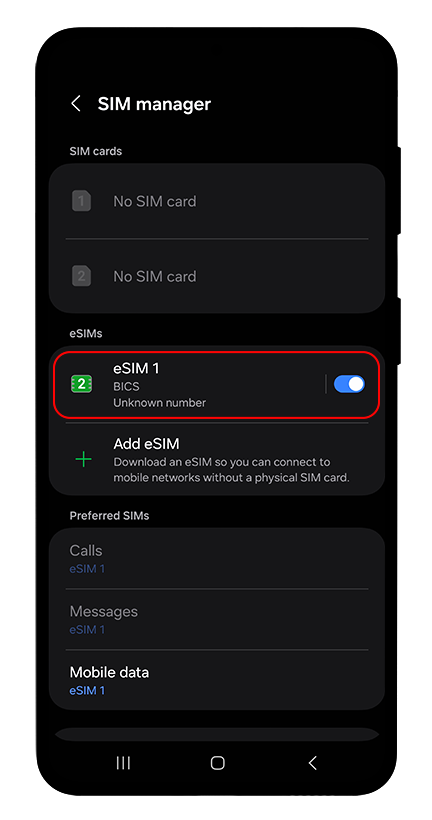 SIM manager
SIM cards
1
No SIM card
2
No SIM card
eSIMs
2
eSIM 1
BICS
Unknown number
Add eSIM
Download an eSIM so you can connect to
mobile networks without a physical SIM card.
Preferred SIMs
Calls
eSIM 1
Messages
eSIM 1
Mobile data
eSIM 1